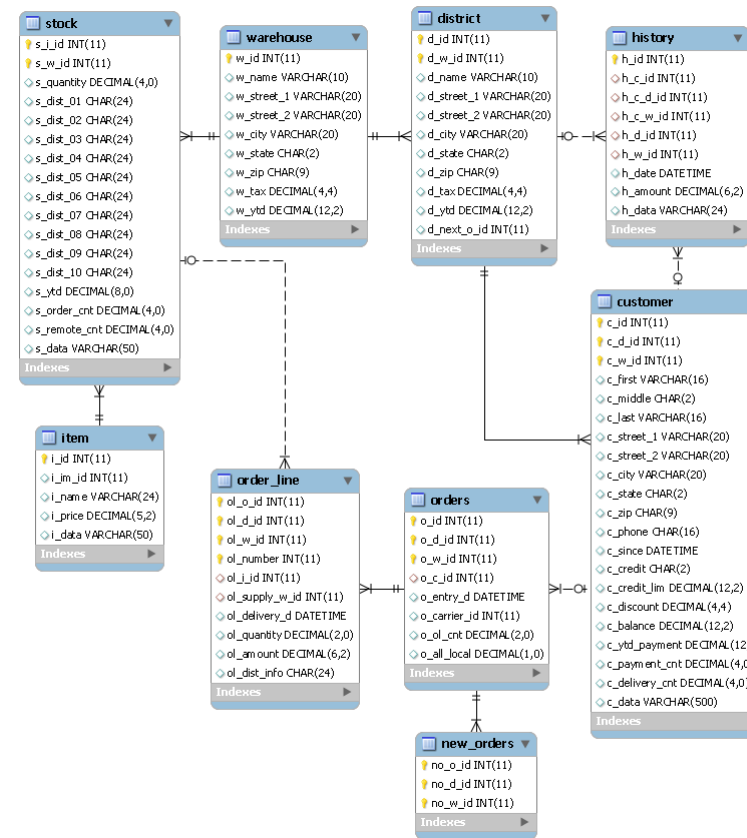 stock
s_i_id INT(11)
s_w_id INT(11)
s_quantity DECIMAL(4,0)
s_dist_01 CHAR(24)
s_dist_02 CHAR(24)
s_dist_03 CHAR(24)
s_dist_04 CHAR(24)
s_dist_05 CHAR(24)
s_dist_06 CHAR(24)
s_dist_07 CHAR(24)
s_dist_08 CHAR(24)
s_dist_09 CHAR(24)
s_dist_10 CHAR(24)
s_ytd DECIMAL(8,0)
s_order_cnt DECIMAL(4,0)
s_remote_cnt DECIMAL(4,0)
s_data VARCHAR(50)
Indexes
warehouse
w_id INT(11)
w_name VARCHAR(10)
w_street_1 VARCHAR(20)
w_street_2 VARCHAR(20)
w_city VARCHAR(20)
w_state CHAR(2)
w_zip CHAR(9)
w_tax DECIMAL(4,4)
w_ytd DECIMAL(12,2)
Indexes
district
d_id INT(11)
d_w_id INT(11)
d_name VARCHAR(10)
d_street_1 VARCHAR(20)
d_street_2 VARCHAR(20)
d_city VARCHAR(20)
d_state CHAR(2)
d_zip CHAR(9)
d_tax DECIMAL(4,4)
d_ytd DECIMAL(12,2)
d_next_o_id INT(11)
Indexes
history
h_id INT(11)
h_c_id INT(11)
h_c_d_id INT(11)
h_c_w_id INT(11)
h_d_id INT(11)
h_w_id INT(11)
h_date DATETIME
h_amount DECIMAL(6,2)
h_data VARCHAR(24)
Indexes
customer
c_id INT(11)
c_d_id INT(11)
c_w_id INT(11)
c_first VARCHAR(16)
c_middle CHAR(2)
c_last VARCHAR(16)
c_street_1 VARCHAR(20)
c_street_2 VARCHAR(20)
c_city VARCHAR(20)
c_state CHAR(2)
c_zip CHAR(9)
c_phone CHAR(16)
c_since DATETIME
c_credit CHAR(2)
c_credit_lim DECIMAL(12,2)
c_discount DECIMAL(4,4)
c_balance DECIMAL(12,2)
c_ytd_payment DECIMAL(12
c_payment_cnt DECIMAL(4,0
c_delivery_cnt DECIMAL(4,0)
c_data VARCHAR(500)
Indexes
item
i_id INT(11)
i_im_id INT(11)
i_name VARCHAR(24)
i_price DECIMAL(5,2)
i_data VARCHAR(50)
Indexes
order_line
ol_o_id INT(11)
ol_d_id INT(11)
ol_w_id INT(11)
ol_number INT(11)
ol_i_id INT(11)
ol_supply_w_id INT(11)
ol_delivery_d DATETIME
ol_quantity DECIMAL(2,0)
ol_amount DECIMAL(6,2)
ol_dist_info CHAR(24)
Indexes
orders
o_id INT(11)
o_d_id INT(11)
o_w_id INT(11)
o_c_id INT(11)
o_entry_d DATETIME
o_carrier_id INT(11)
o_ol_cnt DECIMAL(2,0)
o_all_local DECIMAL(1,0)
Indexes
new_orders
no_o_id INT(11)
no_d_id INT(11)
no_w_id INT(11)
Indexes